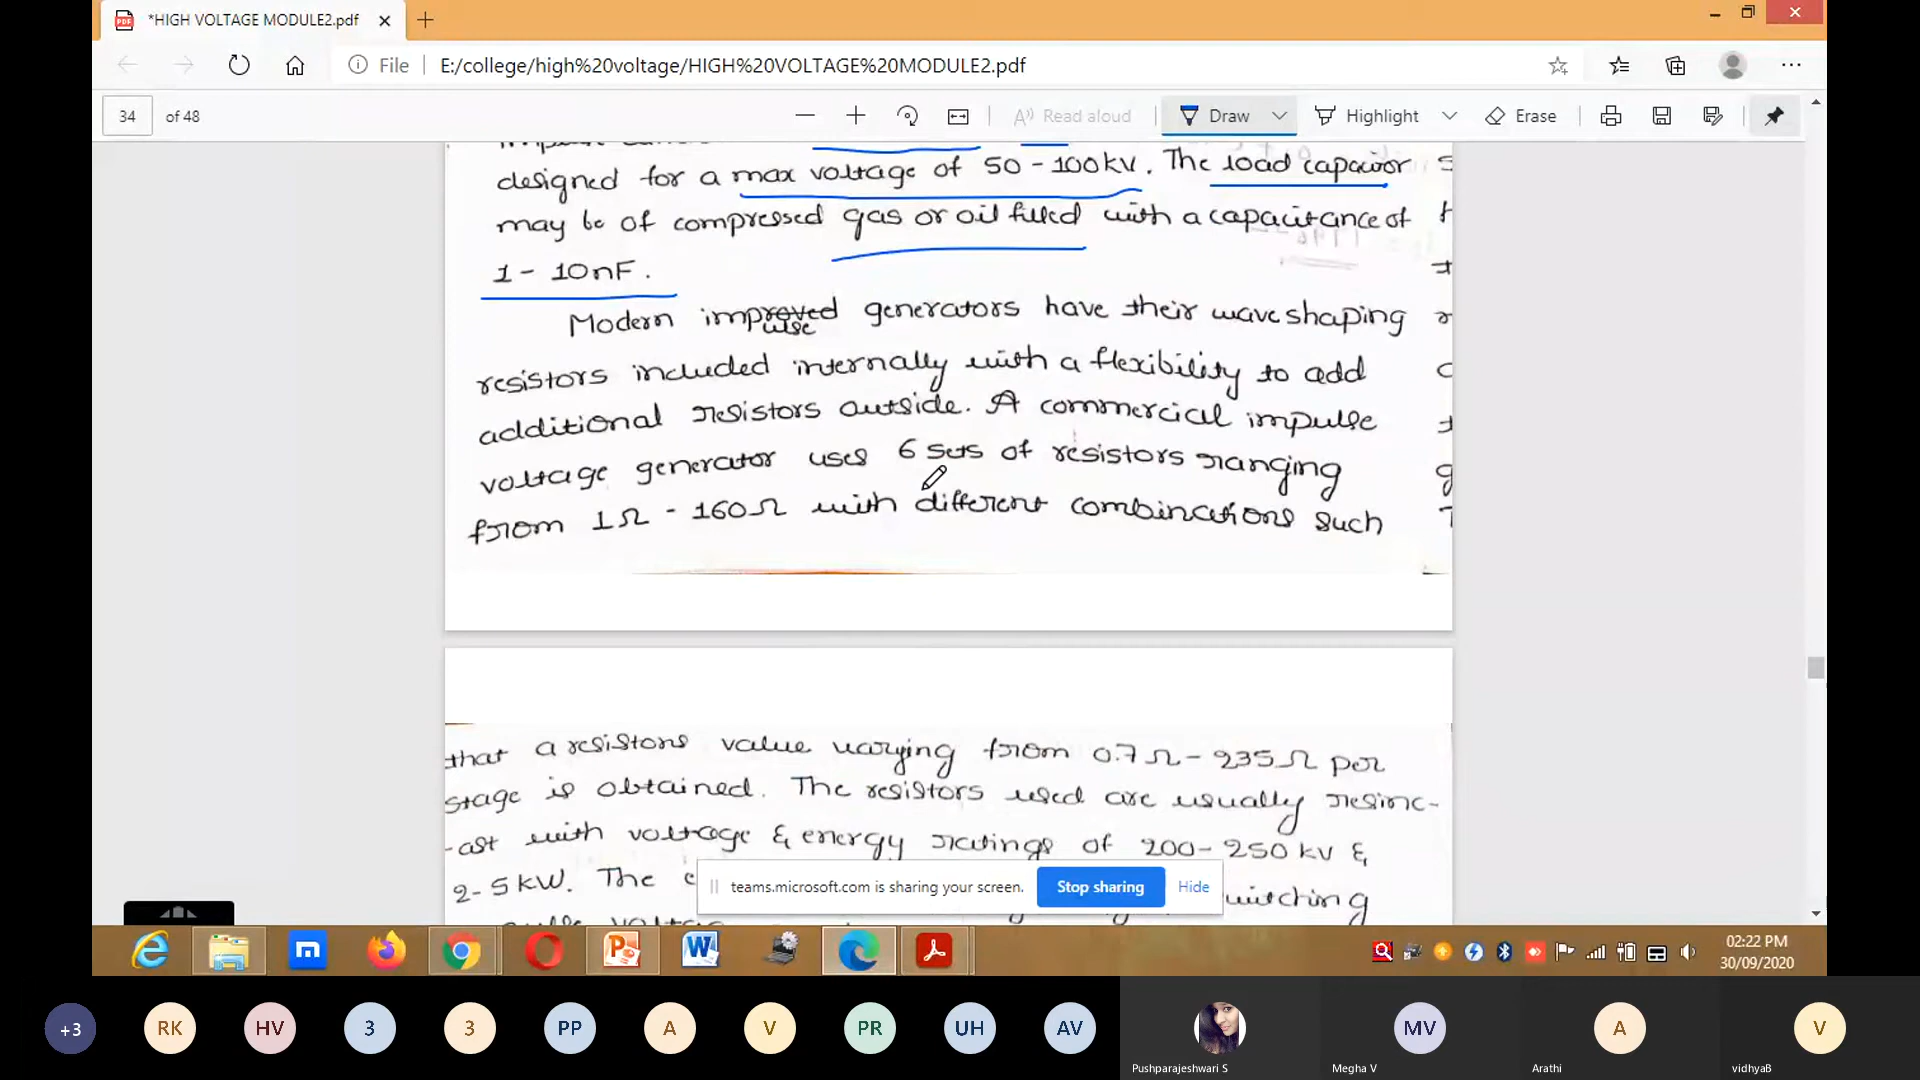 *HIGH VOLTAGE MODULE2.pdf
File
E:/college/high%20voltage/HIGH%20VOLTAGE%20MODULE2.pdf
34 of 48
Read aloud
Draw
Highlight
Erase
designed for a max voltage of 50 - 100kV. The load capacior
may be of compressed gas or oil filled with a capacitance of
1 - 10nF.
Modern improved generators have their waveshaping
resistors included internally with a flexibility to add
additional resistors outside. A commercial impulse
voltage generator uses 6 sets of resistors ranging
from 1Ω - 160Ω with different combinations such
that a resistors value varying from 0.7Ω - 235Ω per
stage is obtained. The resistors used are usually resinc-
-ast with voltage & energy ratings of 200-250 kV &
2-5kW. The
witching
teams.microsoft.com is sharing your screen.
Stop sharing
Hide
02:22 PM
30/09/2020
+3
RK
HV
3
3
PP
A
V
PR
UH
AV
MV
A
V
Pushparajeshwari S
Megha V
Arathi
vidhyaB